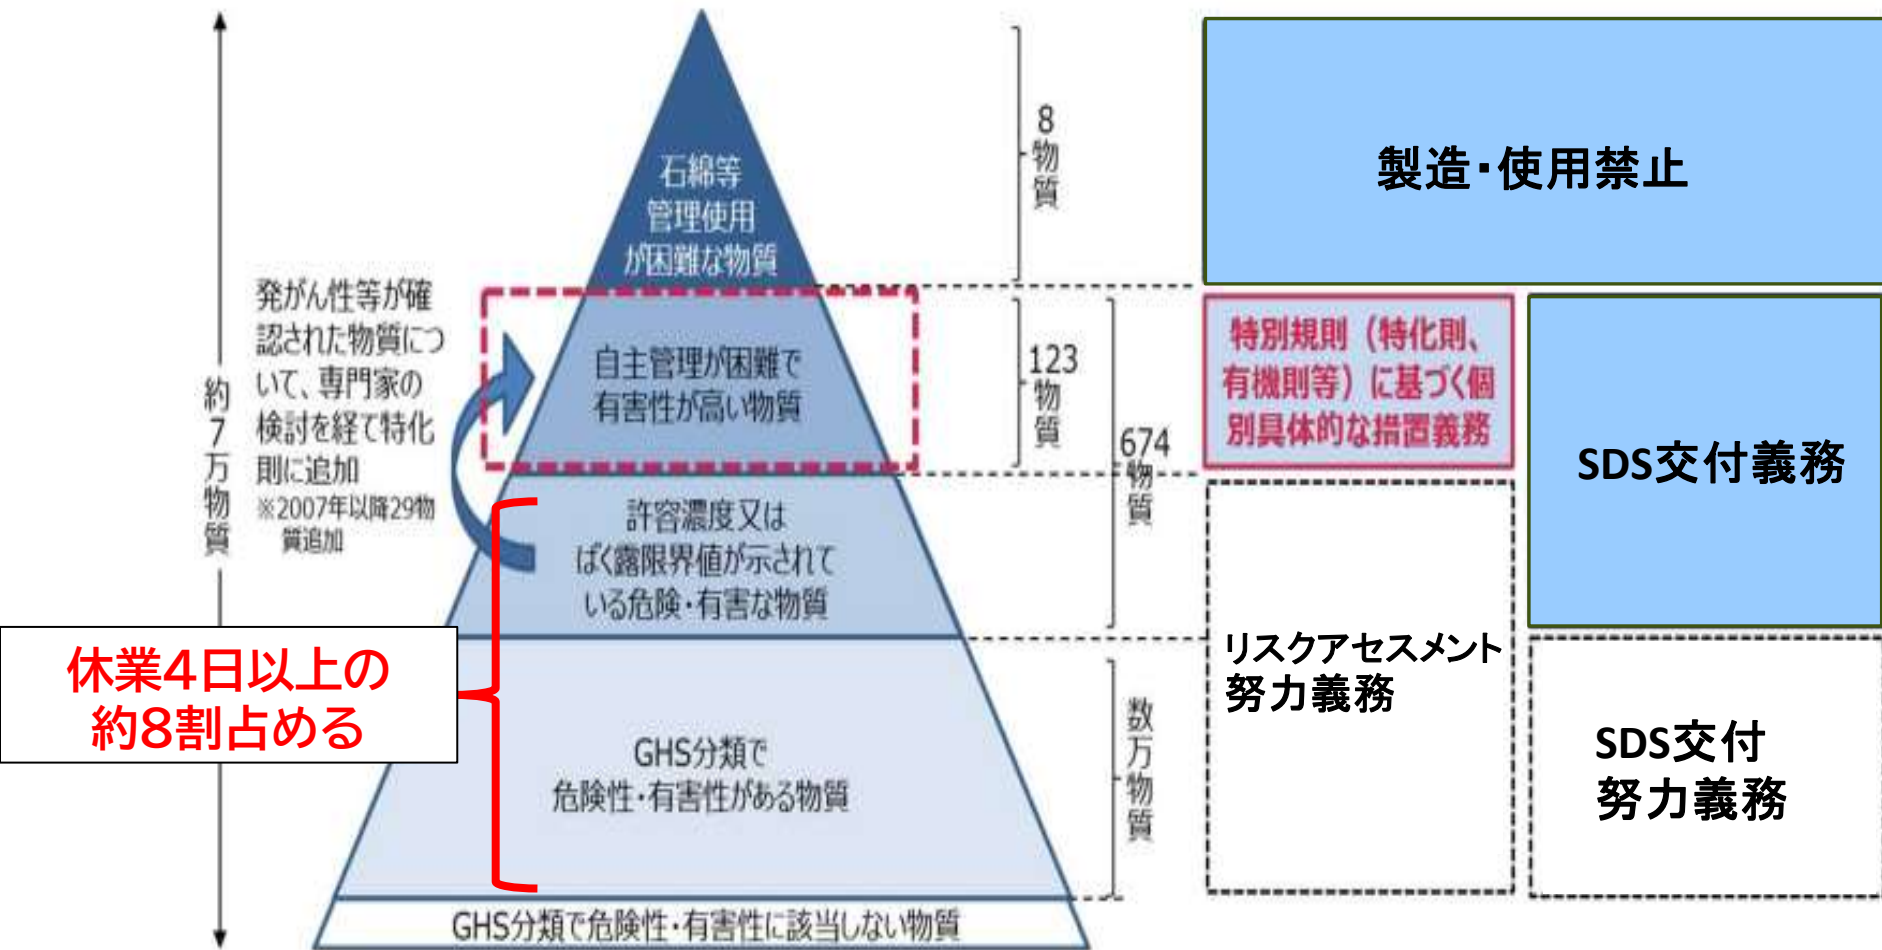 石綿等
管理使用
が困難な物質
8物質
製造・使用禁止
発がん性等が確
認された物質につ
いて、専門家の
検討を経て特化
則に追加
※2007年以降29物
質追加
約7万物質
自主管理が困難で
有害性が高い物質
123物質
674物質
特別規則（特化則、
有機則等）に基づく個
別具体的な措置義務
SDS交付義務
許容濃度又は
ばく露限界値が示されて
いる危険・有害な物質
休業4日以上の
約8割占める
リスクアセスメント
努力義務
GHS分類で
危険性・有害性がある物質
数万物質
SDS交付
努力義務
GHS分類で危険性・有害性に該当しない物質